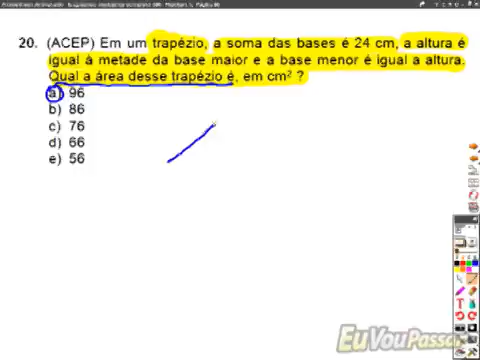 20. (ACEP) Em um trapézio, a soma das bases é 24 cm, a altura é
igual á metade da base maior e a base menor é igual a altura.
Qual a área desse trapézio é, em cm² ?
a) 96
b) 86
c) 76
d) 66
e) 56
EuVouPassar